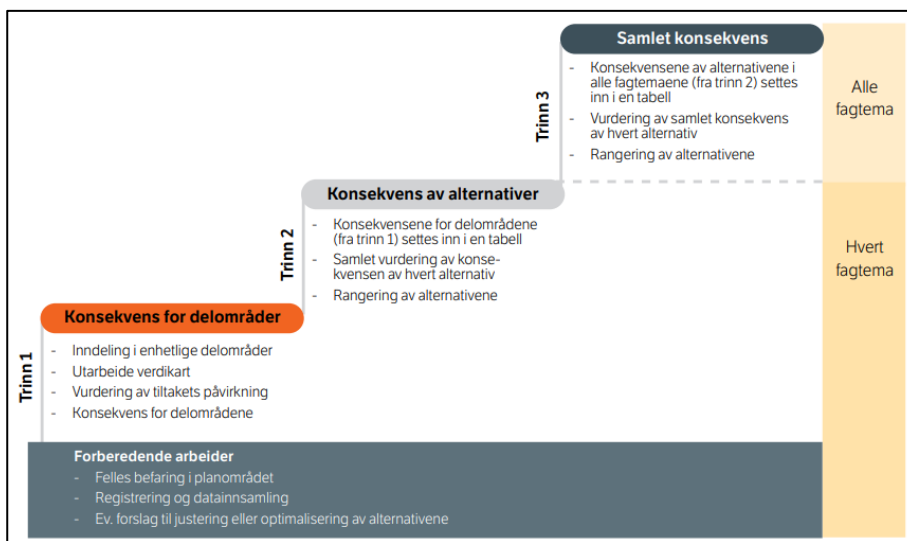 Samlet konsekvens
- Konsekvensene av alternativene i
alle fagtemaene (fra trinn 2) settes
inn i en tabell
- Vurdering av samlet konsekvens
av hvert alternativ
- Rangering av alternativene
Trinn 3
Alle
fagtema
Konsekvens av alternativer
- Konsekvensene for delområdene
(fra trinn 1) settes inn i en tabell
- Samlet vurdering av konse-
kvensen av hvert alternativ
- Rangering av alternativene
Trinn 2
Hvert
fagtema
Konsekvens for delområder
- Inndeling i enhetlige delområder
- Utarbeide verdikart
- Vurdering av tiltakets påvirkning
- Konsekvens for delområdene
Trinn 1
Forberedende arbeider
- Felles befaring i planområdet
- Registrering og datainnsamling
- Ev. forslag til justering eller optimalisering av alternativene